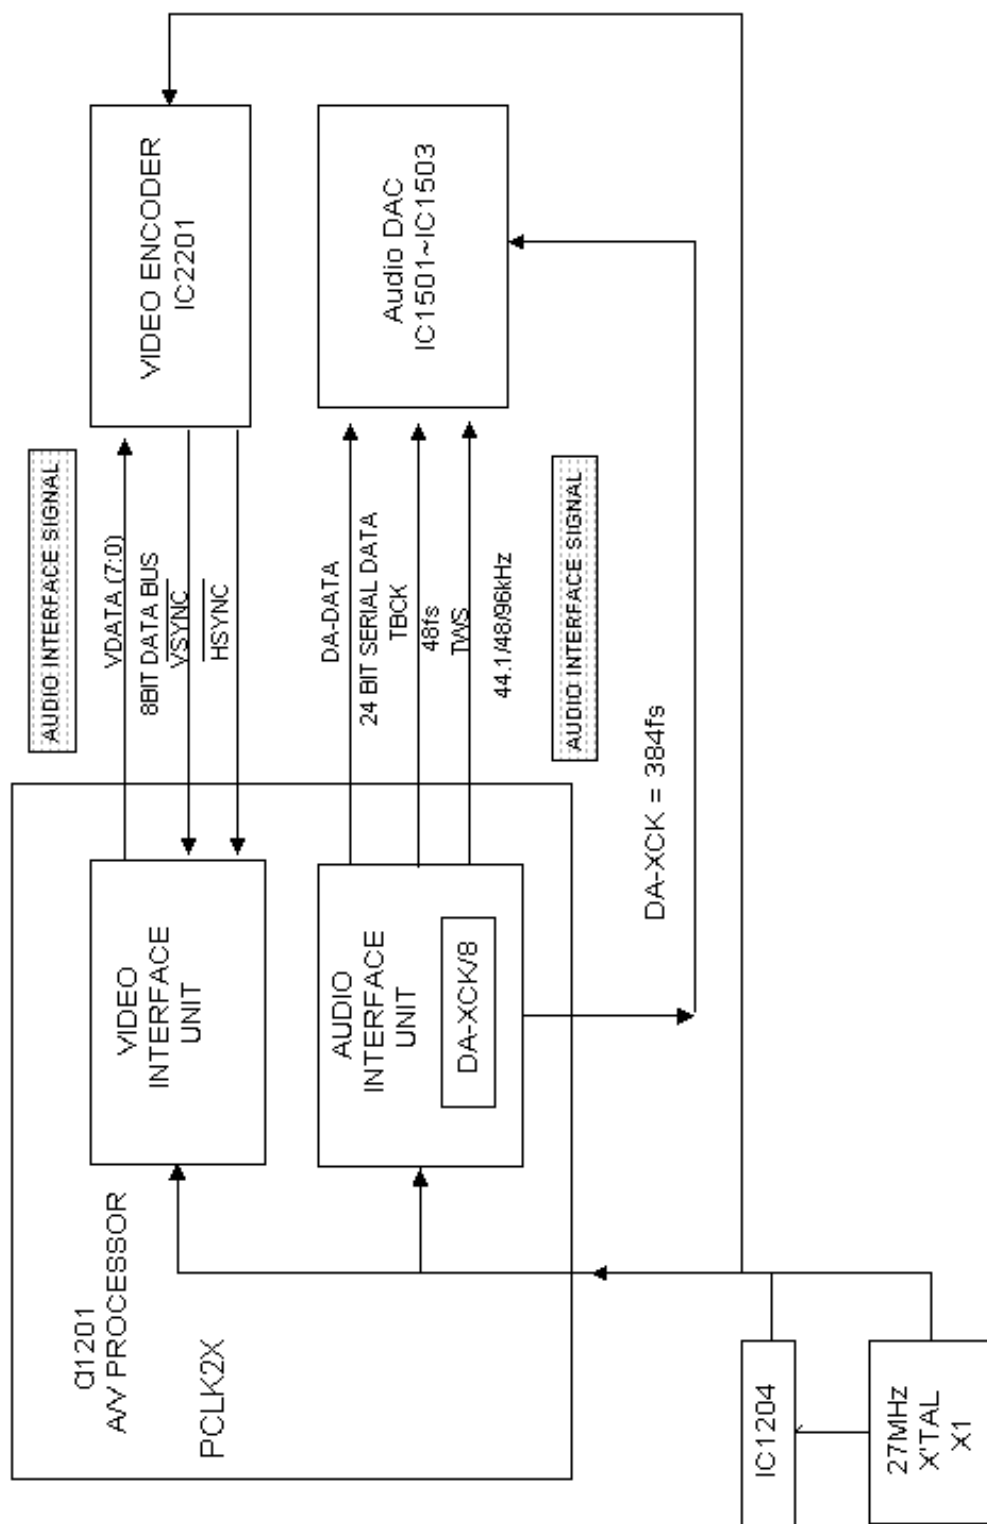 Q1201
A/V PROCESSOR
PCLK2X
VIDEO
INTERFACE
UNIT
AUDIO
INTERFACE
UNIT
DA-XCK/8
AUDIO INTERFACE SIGNAL
VDATA (7:0)
8BIT DATA BUS
VSYNC
HSYNC
DA-DATA
24 BIT SERIAL DATA
TBCK
48fs
TWS
44.1/48/96kHz
AUDIO INTERFACE SIGNAL
VIDEO ENCODER
IC2201
Audio DAC
IC1501~IC1503
DA-XCK = 384fs
IC1204
27MHz
X'TAL
X1